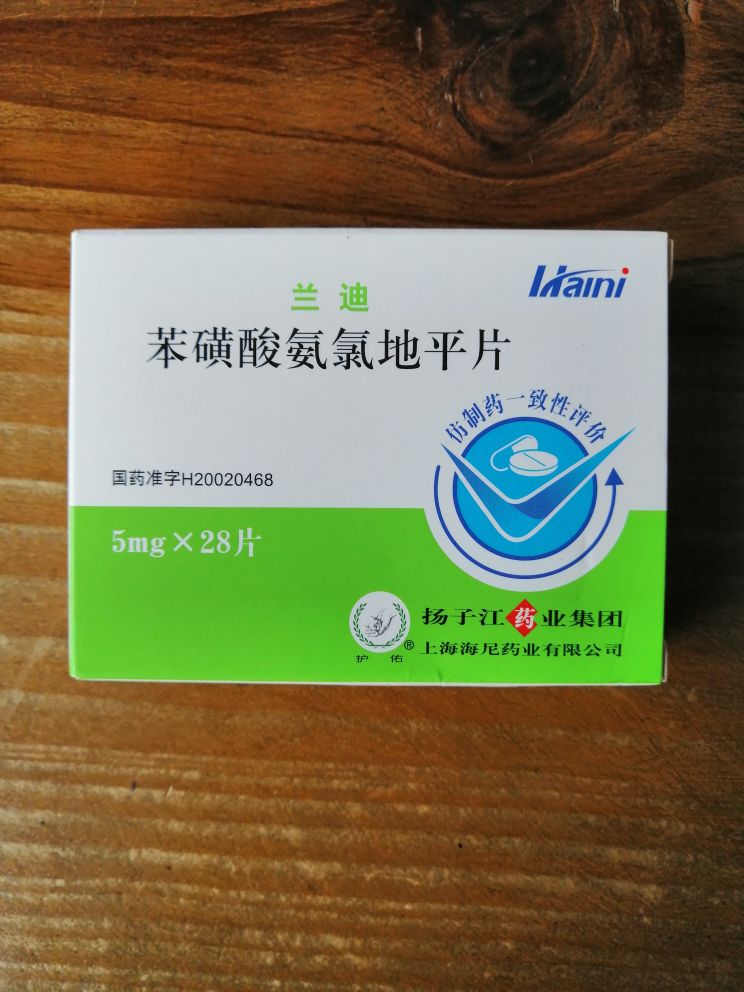 Haini
兰迪
苯磺酸氨氯地平片
仿制药一致性评价
国药准字H20020468
5mg×28片
扬子江药业集团
护佑® 上海海尼药业有限公司